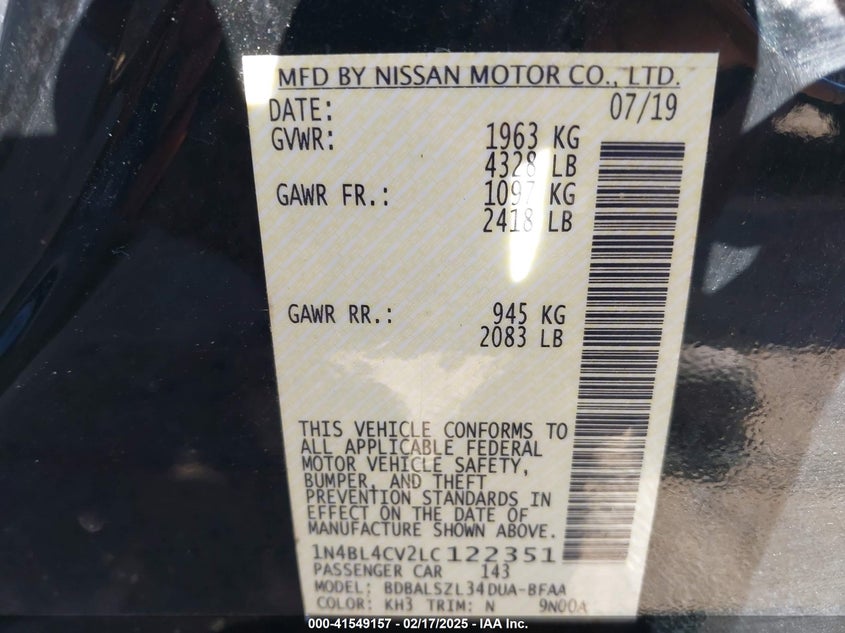 MFD BY NISSAN MOTOR CO., LTD.
DATE: 07/19
GVWR: 1963 KG
4328 LB
GAWR FR.: 1097 KG
2418 LB
GAWR RR.: 945 KG
2083 LB
THIS VEHICLE CONFORMS TO
ALL APPLICABLE FEDERAL
MOTOR VEHICLE SAFETY,
BUMPER, AND THEFT
PREVENTION STANDARDS IN
EFFECT ON THE DATE OF
MANUFACTURE SHOWN ABOVE.
1N4BL4CV2LC122351
PASSENGER CAR 143
MODEL: BDBALSZL34DUA-BFAA
COLOR: KH3 TRIM: N 9N00A
000-41549157 - 02/17/2025 - IAA Inc.